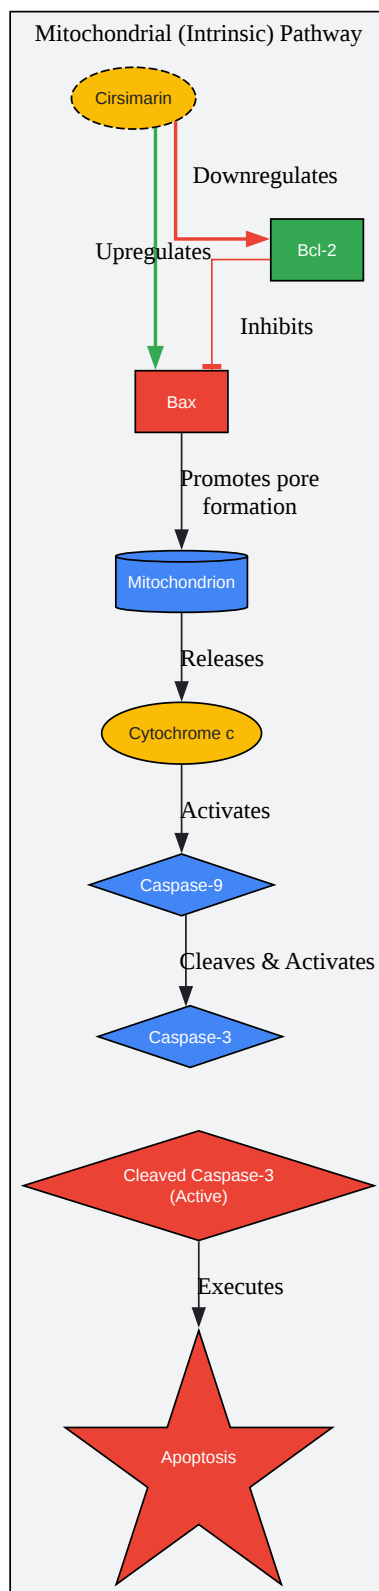 Mitochondrial (Intrinsic) Pathway
Cirsimarin
Downregulates
Upregulates
Bcl-2
Inhibits
Bax
Promotes pore
formation
Mitochondrion
Releases
Cytochrome c
Activates
Caspase-9
Cleaves & Activates
Caspase-3
Cleaved Caspase-3
(Active)
Executes
Apoptosis